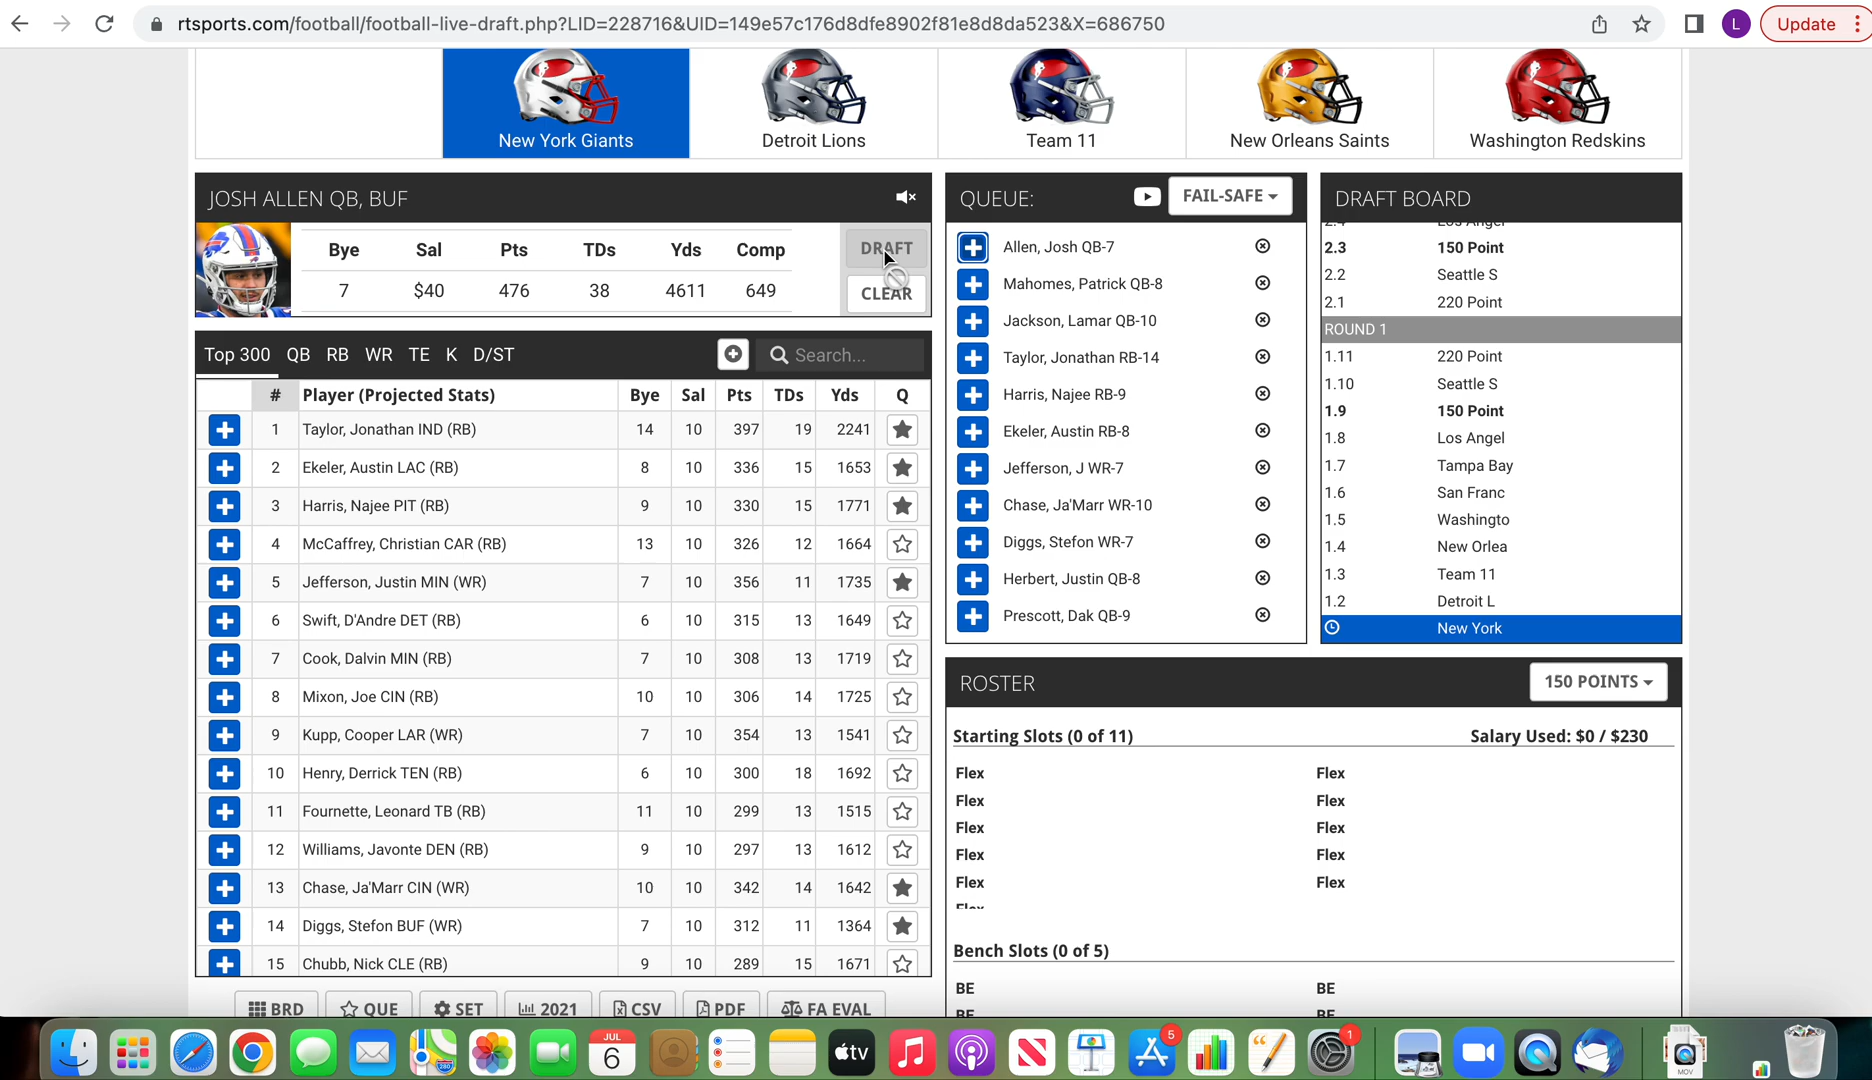 rtsports.com/football/football-live-draft.php?LID=228716&UID=149e57c176d8dfe8902f81e8d8da523&X=686750
L
Update
New York Giants
Detroit Lions
Team 11
New Orleans Saints
Washington Redskins
JOSH ALLEN QB, BUF
Bye Sal Pts TDs Yds Comp
7 $40 476 38 4611 649
DRAFT
CLEAR
Top 300 QB RB WR TE K D/ST
Search...
# Player (Projected Stats) Bye Sal Pts TDs Yds Q
1 Taylor, Jonathan IND (RB) 14 10 397 19 2241
2 Ekeler, Austin LAC (RB) 8 10 336 15 1653
3 Harris, Najee PIT (RB) 9 10 330 15 1771
4 McCaffrey, Christian CAR (RB) 13 10 326 12 1664
5 Jefferson, Justin MIN (WR) 7 10 356 11 1735
6 Swift, D'Andre DET (RB) 6 10 315 13 1649
7 Cook, Dalvin MIN (RB) 7 10 308 13 1719
8 Mixon, Joe CIN (RB) 10 10 306 14 1725
9 Kupp, Cooper LAR (WR) 7 10 354 13 1541
10 Henry, Derrick TEN (RB) 6 10 300 18 1692
11 Fournette, Leonard TB (RB) 11 10 299 13 1515
12 Williams, Javonte DEN (RB) 9 10 297 13 1612
13 Chase, Ja'Marr CIN (WR) 10 10 342 14 1642
14 Diggs, Stefon BUF (WR) 7 10 312 11 1364
15 Chubb, Nick CLE (RB) 9 10 289 15 1671
BRD QUE SET 2021 CSV PDF FA EVAL
QUEUE:
FAIL-SAFE
Allen, Josh QB-7
Mahomes, Patrick QB-8
Jackson, Lamar QB-10
Taylor, Jonathan RB-14
Harris, Najee RB-9
Ekeler, Austin RB-8
Jefferson, J WR-7
Chase, Ja'Marr WR-10
Diggs, Stefon WR-7
Herbert, Justin QB-8
Prescott, Dak QB-9
DRAFT BOARD
2.4 Los Angel
2.3 150 Point
2.2 Seattle S
2.1 220 Point
ROUND 1
1.11 220 Point
1.10 Seattle S
1.9 150 Point
1.8 Los Angel
1.7 Tampa Bay
1.6 San Franc
1.5 Washingto
1.4 New Orlea
1.3 Team 11
1.2 Detroit L
New York
ROSTER
150 POINTS
Starting Slots (0 of 11) Salary Used: $0 / $230
Flex Flex
Flex Flex
Flex Flex
Flex Flex
Flex Flex
Flex
Bench Slots (0 of 5)
BE BE
BE BE
JUL
6
tv
5
1
280
MOV